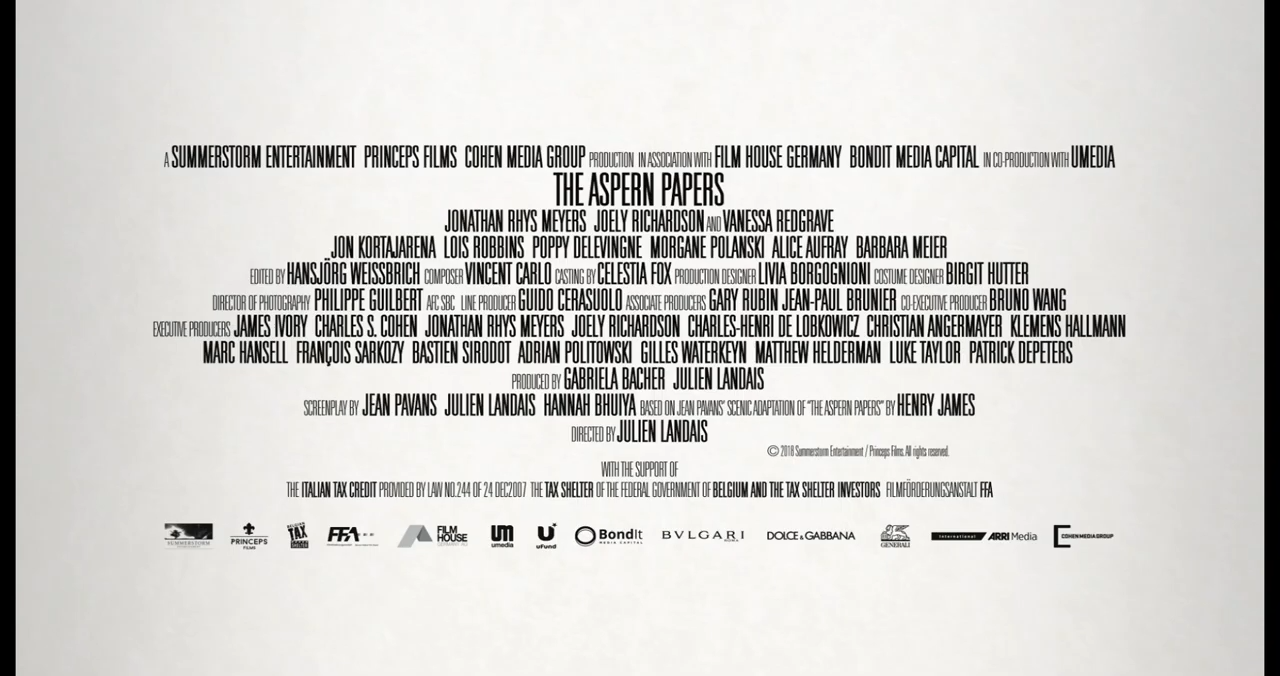 A SUMMERSTORM ENTERTAINMENT PRINCEPS FILMS COHEN MEDIA GROUP PRODUCTION IN ASSOCIATION WITH FILM HOUSE GERMANY BONDIT MEDIA CAPITAL IN CO-PRODUCTION WITH UMEDIA
THE ASPERN PAPERS
JONATHAN RHYS MEYERS JOELY RICHARDSON AND VANESSA REDGRAVE
JON KORTAJARENA LOIS ROBBINS POPPY DELEVINGNE MORGANE POLANSKI ALICE AUFRAY BARBARA MEIER
EDITED BY HANSJÖRG WEISSBRICH COMPOSER VINCENT CARLO CASTING BY CELESTIA FOX PRODUCTION DESIGNER LIVIA BORGOGNIONI COSTUME DESIGNER BIRGIT HUTTER
DIRECTOR OF PHOTOGRAPHY PHILIPPE GUILBERT AFC SBC LINE PRODUCER GUIDO CERASUOLO ASSOCIATE PRODUCERS GARY RUBIN JEAN-PAUL BRUNIER CO-EXECUTIVE PRODUCER BRUNO WANG
EXECUTIVE PRODUCERS JAMES IVORY CHARLES S. COHEN JONATHAN RHYS MEYERS JOELY RICHARDSON CHARLES-HENRI DE LOBKOWICZ CHRISTIAN ANGERMAYER KLEMENS HALLMANN
MARC HANSELL FRANÇOIS SARKOZY BASTIEN SIRODOT ADRIAN POLITOWSKI GILLES WATERKEYN MATTHEW HELDERMAN LUKE TAYLOR PATRICK DEPETERS
PRODUCED BY GABRIELA BACHER JULIEN LANDAIS
SCREENPLAY BY JEAN PAVANS JULIEN LANDAIS HANNAH BHUIYA BASED ON JEAN PAVANS' SCENIC ADAPTATION OF "THE ASPERN PAPERS" BY HENRY JAMES
DIRECTED BY JULIEN LANDAIS
© 2018 Summerstorm Entertainment / Princeps Films. All rights reserved.
WITH THE SUPPORT OF
THE ITALIAN TAX CREDIT PROVIDED BY LAW NO.244 OF 24 DEC2007 THE TAX SHELTER OF THE FEDERAL GOVERNMENT OF BELGIUM AND THE TAX SHELTER INVESTORS FILMFÖRDERUNGSANSTALT FFA
SUMMERSTORM PRINCEPS FILMS TAX FFA FILM HOUSE um umedia U ufund BondIt MEDIA CAPITAL BVLGARI DOLCE & GABBANA GENERALI International ARRI Media COHEN MEDIA GROUP